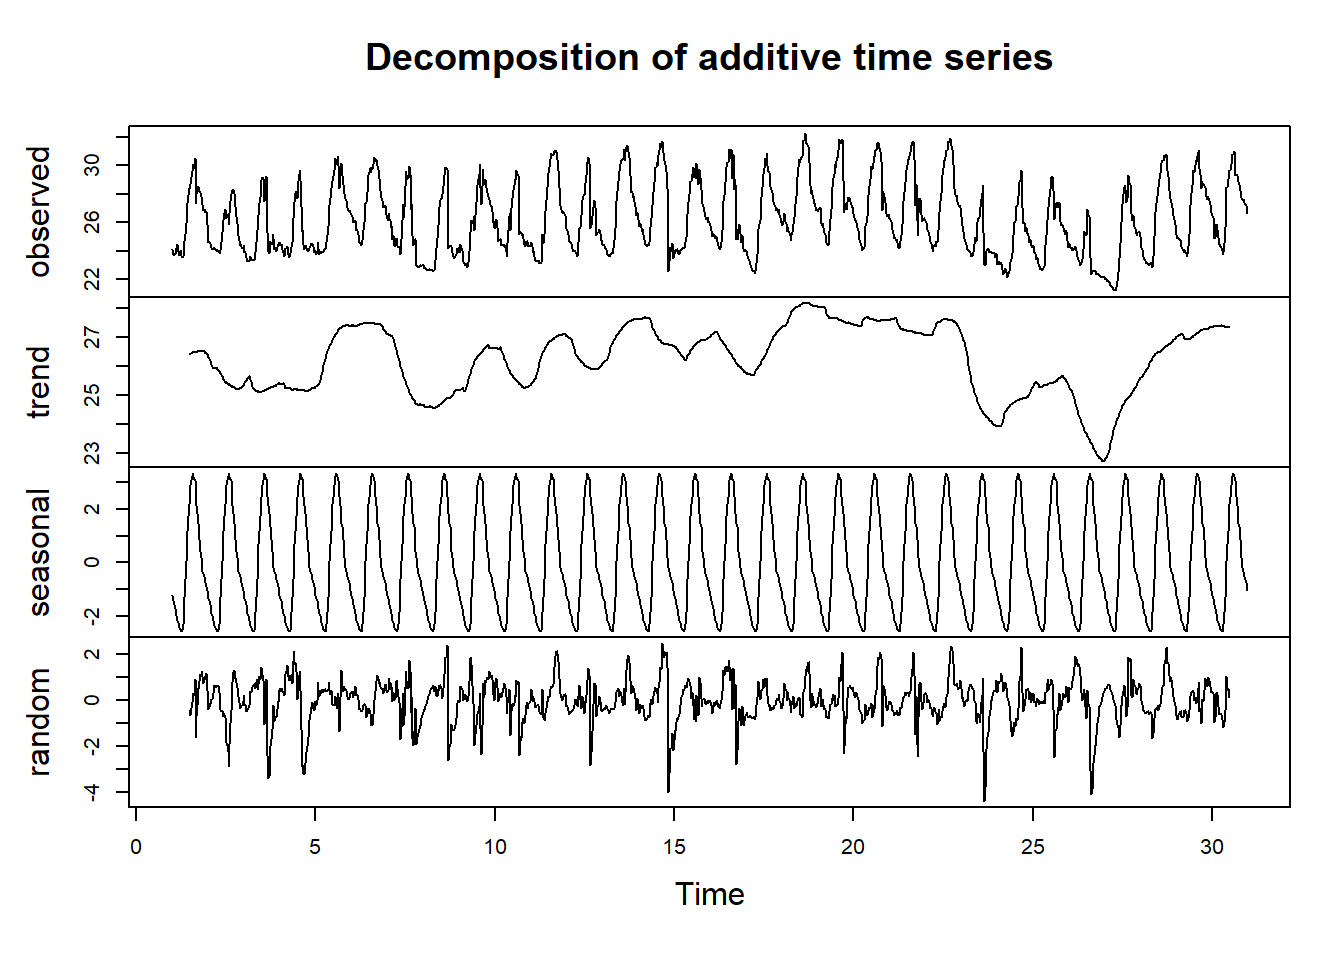 Decomposition of additive time series
observed
22 26 30
trend
23 25 27
seasonal
-2 0 2
random
-4 -2 0 2
0 5 10 15 20 25 30
Time